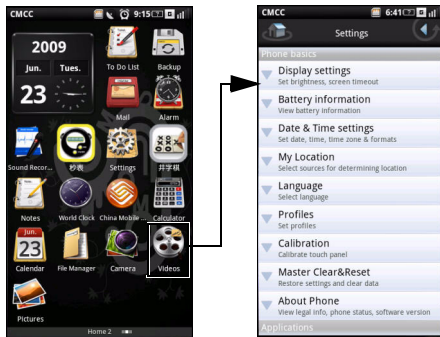 CMCC
9:15
2009
Jun. Tues.
23
To Do List
Backup
Mail
Alarm
Sound Recor...
秒表
Settings
井字棋
Notes
World Clock
China Mobile ...
Calculator
Jun.
23
Calendar
File Manager
Camera
Videos
Pictures
Home 2
CMCC
6:41
Settings
Phone basics
Display settings
Set brightness, screen timeout
Battery information
View battery information
Date & Time settings
Set date, time, time zone & formats
My Location
Select sources for determining location
Language
Select language
Profiles
Set profiles
Calibration
Calibrate touch panel
Master Clear&Reset
Restore settings and clear data
About Phone
View legal info, phone status, software version
Applications